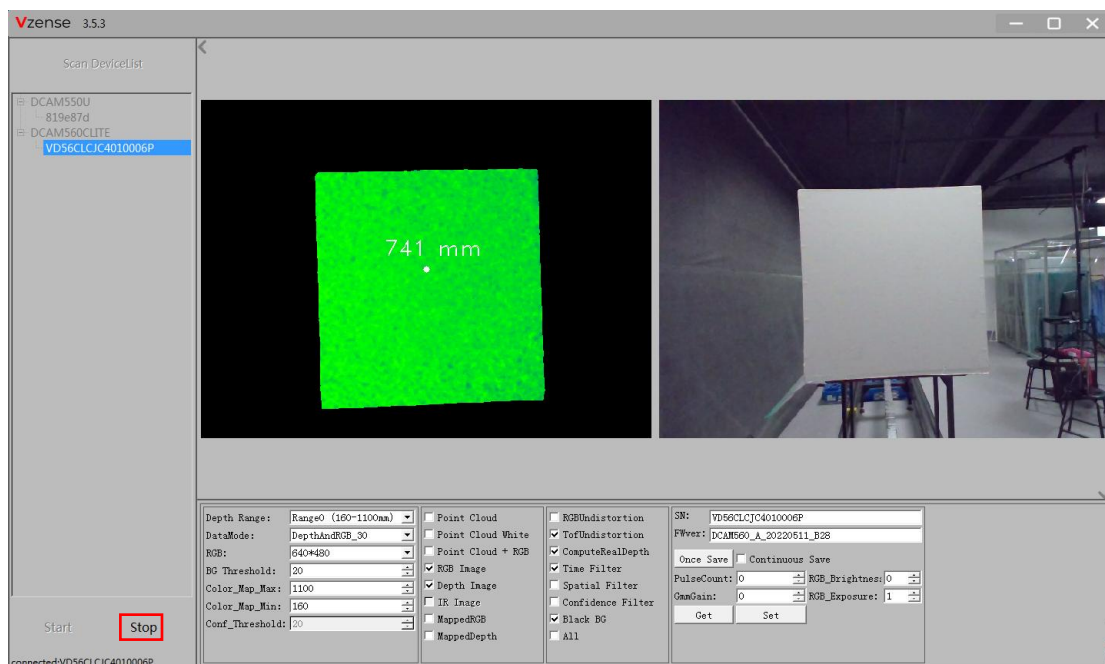 Vzense 3.5.3
Scan DeviceList
DCAM550U
819e87d
DCAM560CLITE
VD56CLCJC4010006P
741 mm
Depth Range: Range0 (160-1100mm)
DataMode: DepthAndRGB_30
RGB: 640*480
BG Threshold: 20
Color_Map_Max: 1100
Color_Map_Min: 160
Conf_Threshold: 20
Point Cloud
Point Cloud White
Point Cloud + RGB
RGB Image
Depth Image
IR Image
MappedRGB
MappedDepth
RGBUndistortion
TofUndistortion
ComputeRealDepth
Time Filter
Spatial Filter
Confidence Filter
Black BG
All
SN: VD56CLCJC4010006P
FWver: DCAM560_A_20220511_B28
Once Save Continuous Save
PulseCount: 0 RGB_Brightnes: 0
GmmGain: 0 RGB_Exposure: 1
Get Set
Start Stop
connected:VD56CLCJC4010006P